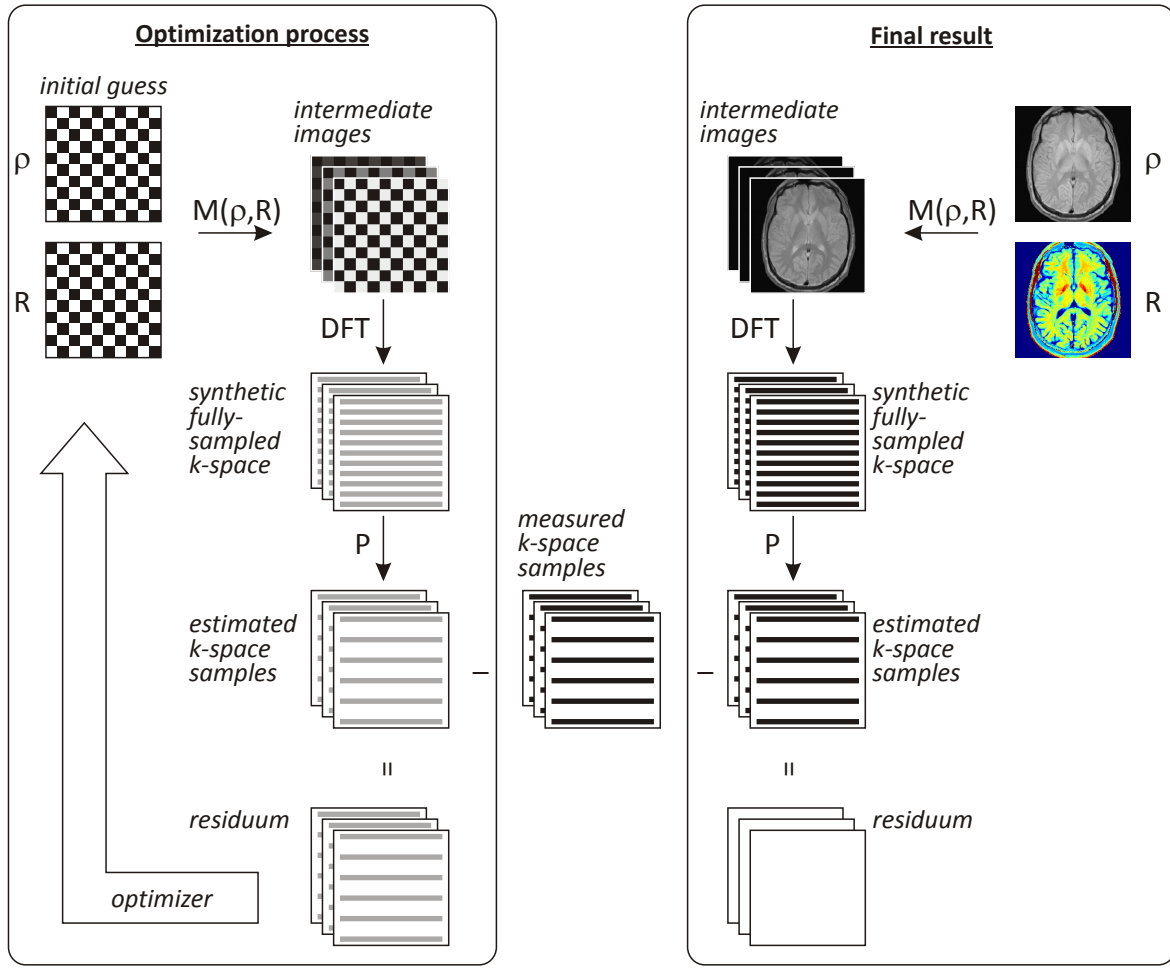 Optimization process
initial guess
ρ
R
M(ρ,R)
intermediate
images
DFT
synthetic
fully-
sampled
k-space
P
estimated
k-space
samples
–
=
residuum
optimizer
measured
k-space
samples
–
Final result
intermediate
images
ρ
M(ρ,R)
R
DFT
synthetic
fully-
sampled
k-space
P
estimated
k-space
samples
=
residuum